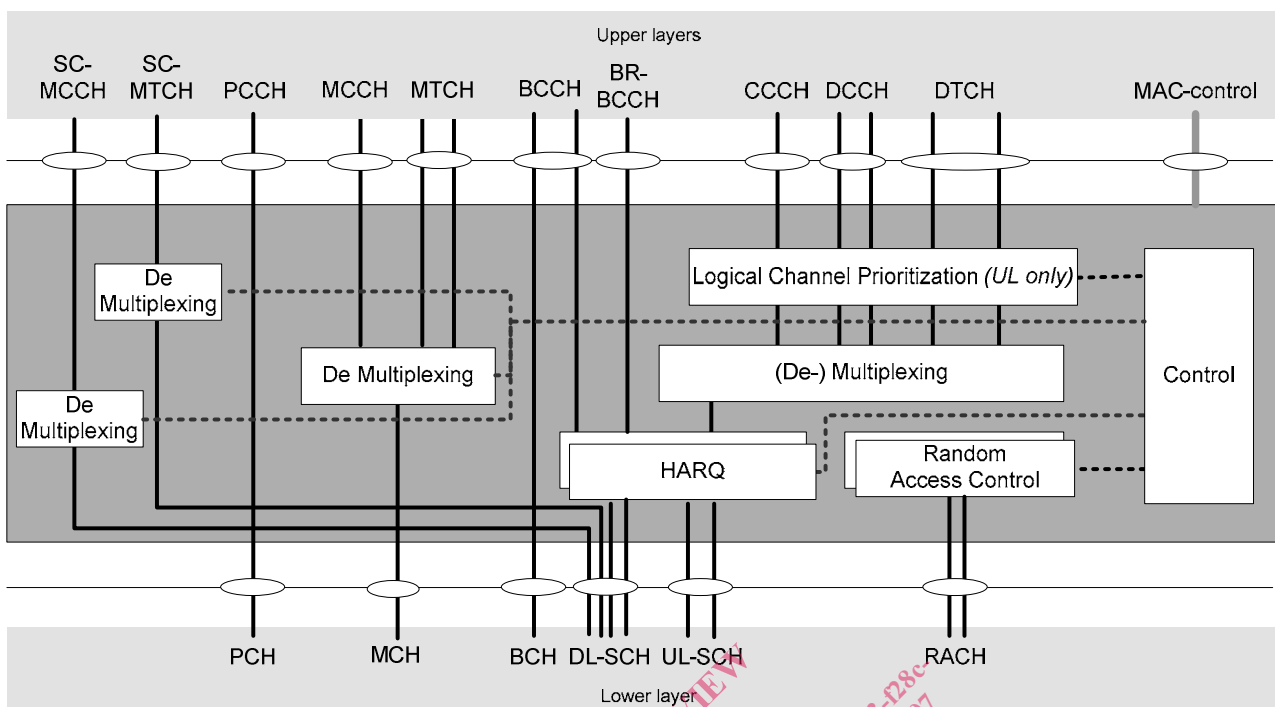 Upper layers
SC-
MCCH
SC-
MTCH
PCCH
MCCH
MTCH
BCCH
BR-
BCCH
CCCH
DCCH
DTCH
MAC-control
De
Multiplexing
Logical Channel Prioritization (UL only)
De Multiplexing
(De-) Multiplexing
Control
De
Multiplexing
HARQ
Random
Access Control
PCH
MCH
BCH
DL-SCH
UL-SCH
RACH
Lower layer